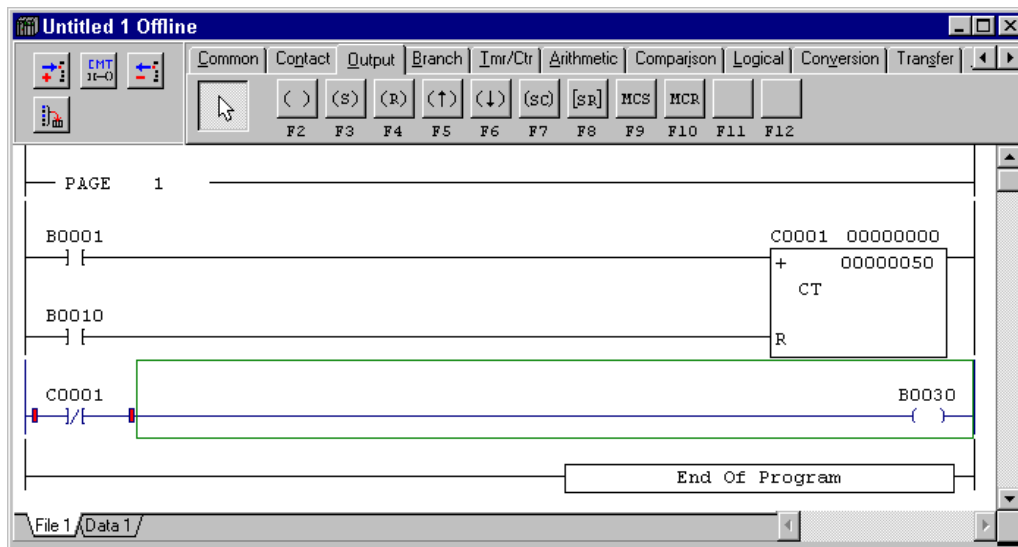 Untitled 1 Offline
CMT
Common Contact Output Branch Tmr/Ctr Arithmetic Comparison Logical Conversion Transfer
( ) (S) (R) (↑) (↓) (SC) [SR] MCS MCR
F2 F3 F4 F5 F6 F7 F8 F9 F10 F11 F12
PAGE 1
B0001 C0001 00000000
+ 00000050
CT
B0010
R
C0001 B0030
End Of Program
File 1 Data 1